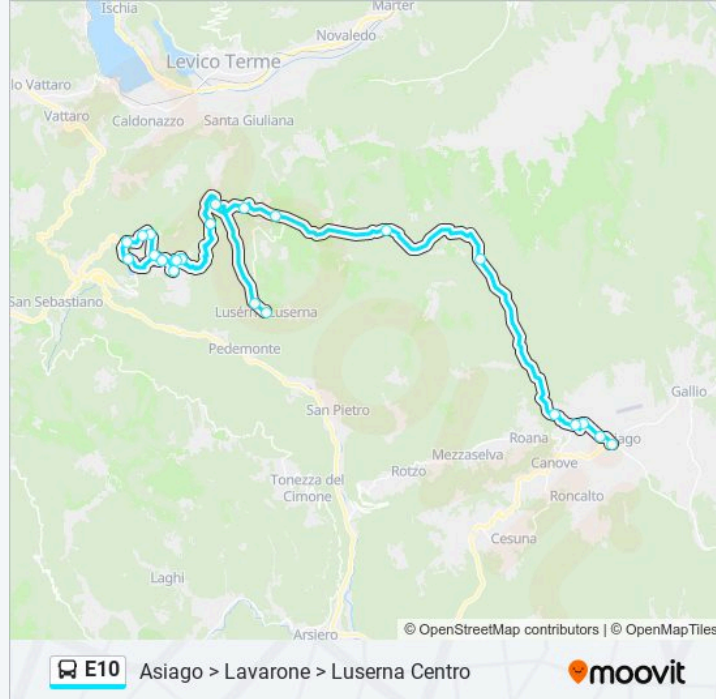 Ischia
Marter
Novaledo
Levico Terme
lo Vattaro
Vattaro
Caldonazzo
Santa Giuliana
San Sebastiano
Luserna
Pedemonte
San Pietro
Gallio
Roana
iago
Mezzaselva
Canove
Rotzo
Tonezza del
Cimone
Roncalto
Cesuna
Laghi
Arsiero
© OpenStreetMap contributors | © OpenMapTiles
E10 Asiago > Lavarone > Luserna Centro
moovit